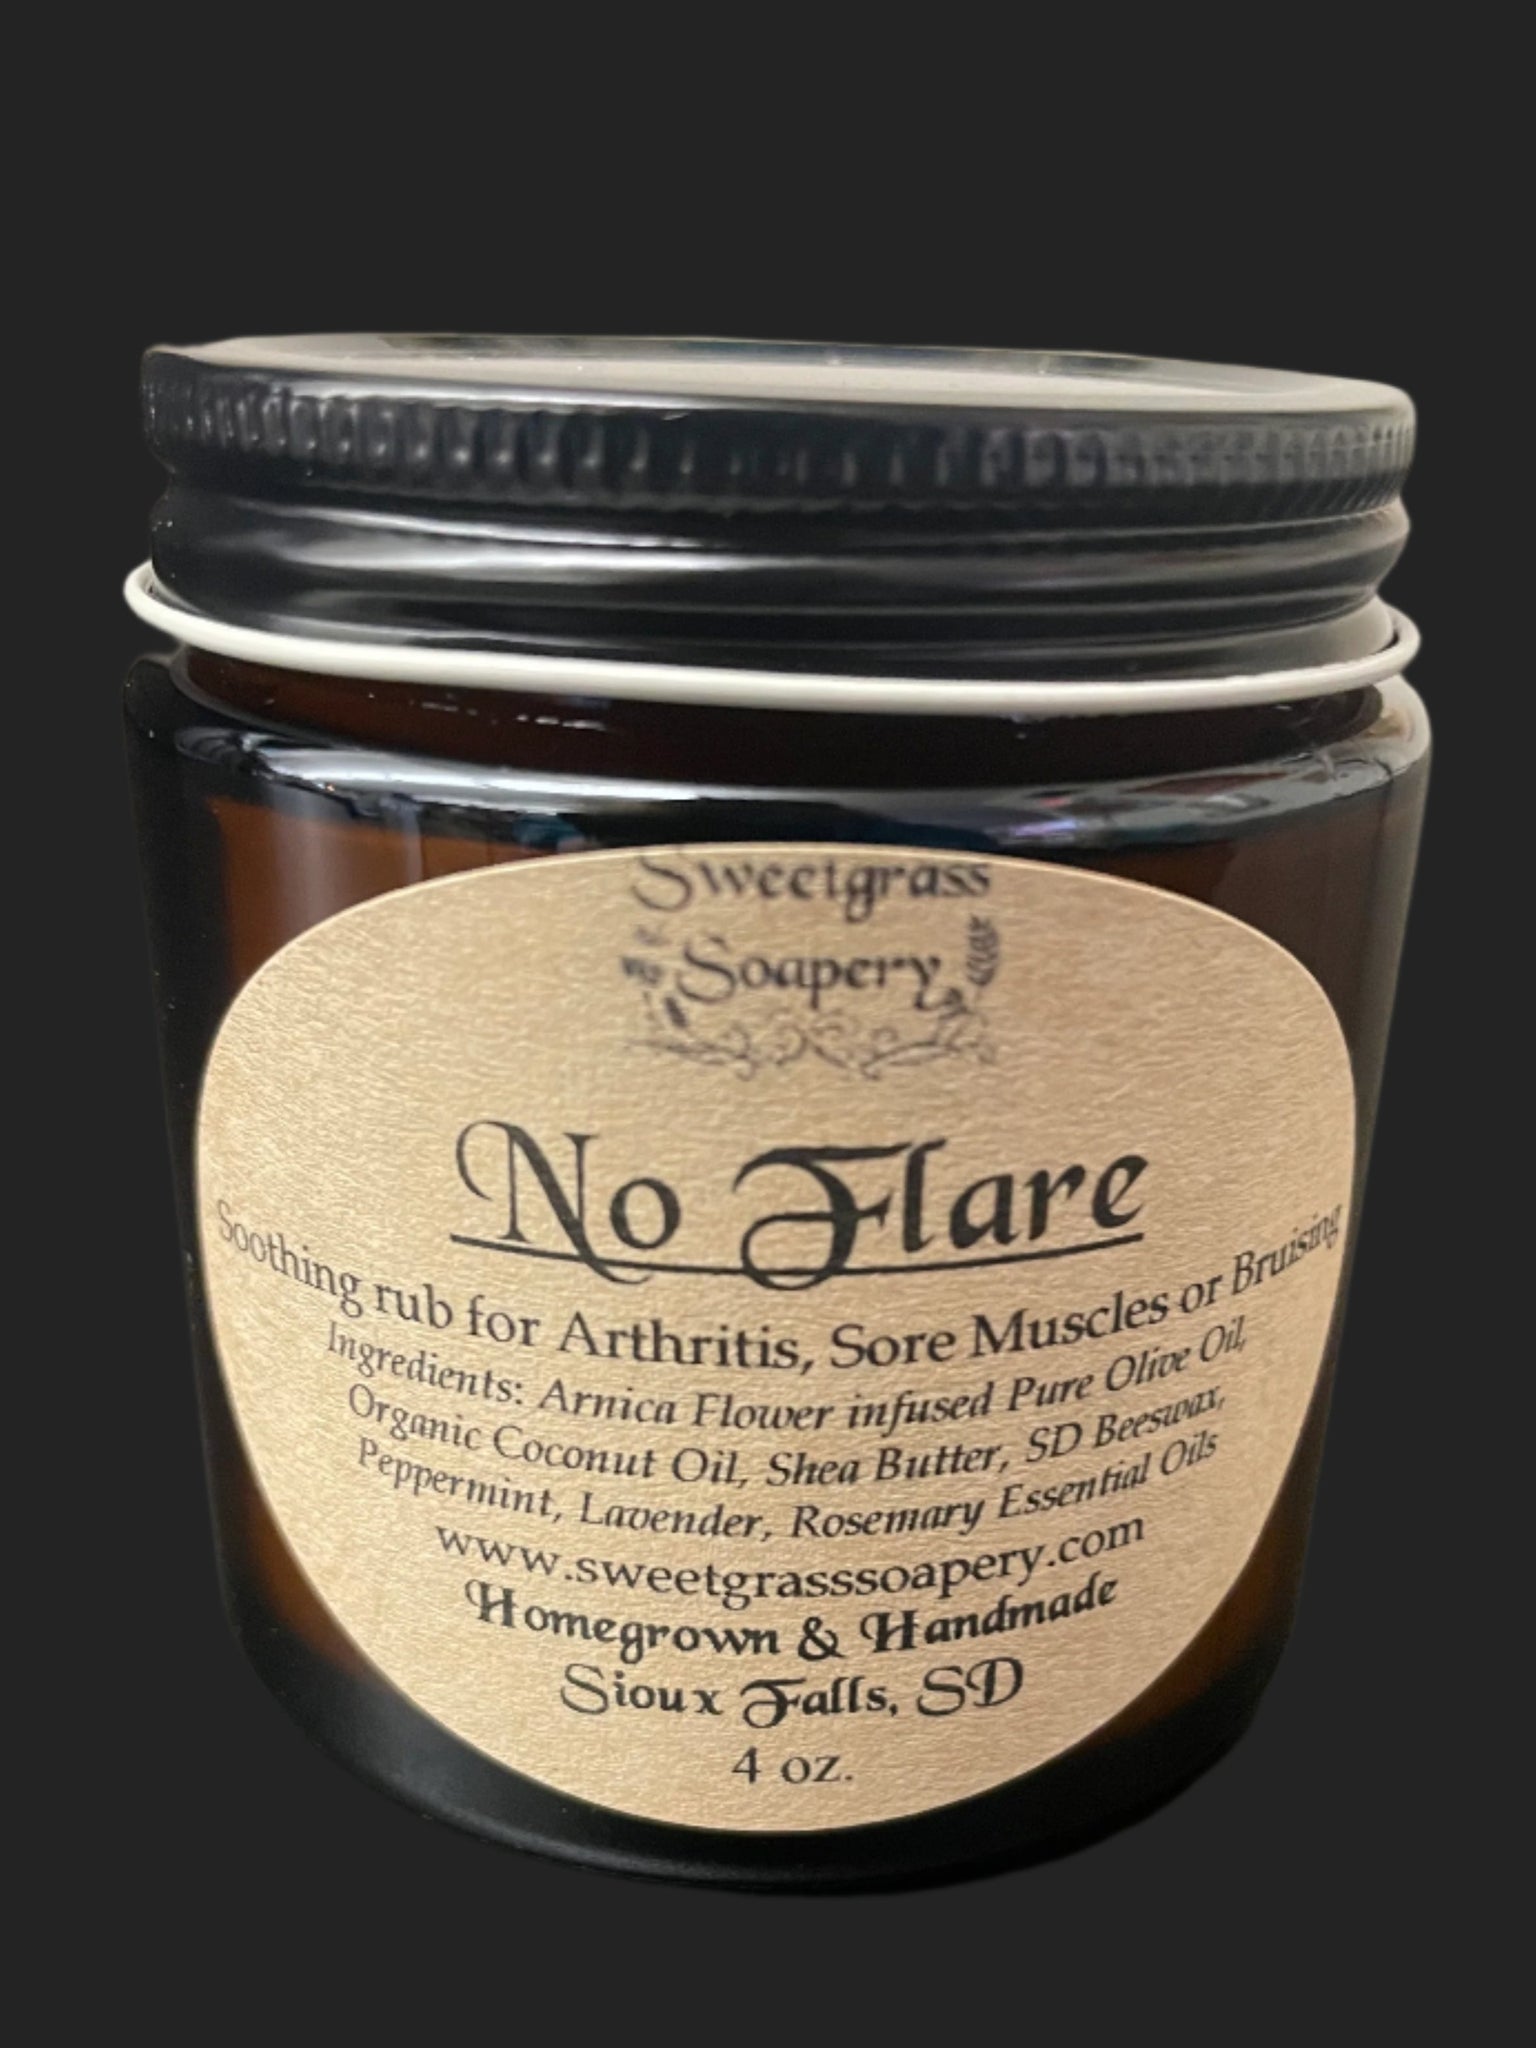 Sweetgrass
Soapery
No Flare
Soothing rub for Arthritis, Sore Muscles or Bruising
Ingredients: Arnica Flower infused Pure Olive Oil,
Organic Coconut Oil, Shea Butter, SD Beeswax,
Peppermint, Lavender, Rosemary Essential Oils
www.sweetgrasssoapery.com
Homegrown & Handmade
Sioux Falls, SD
4 oz.